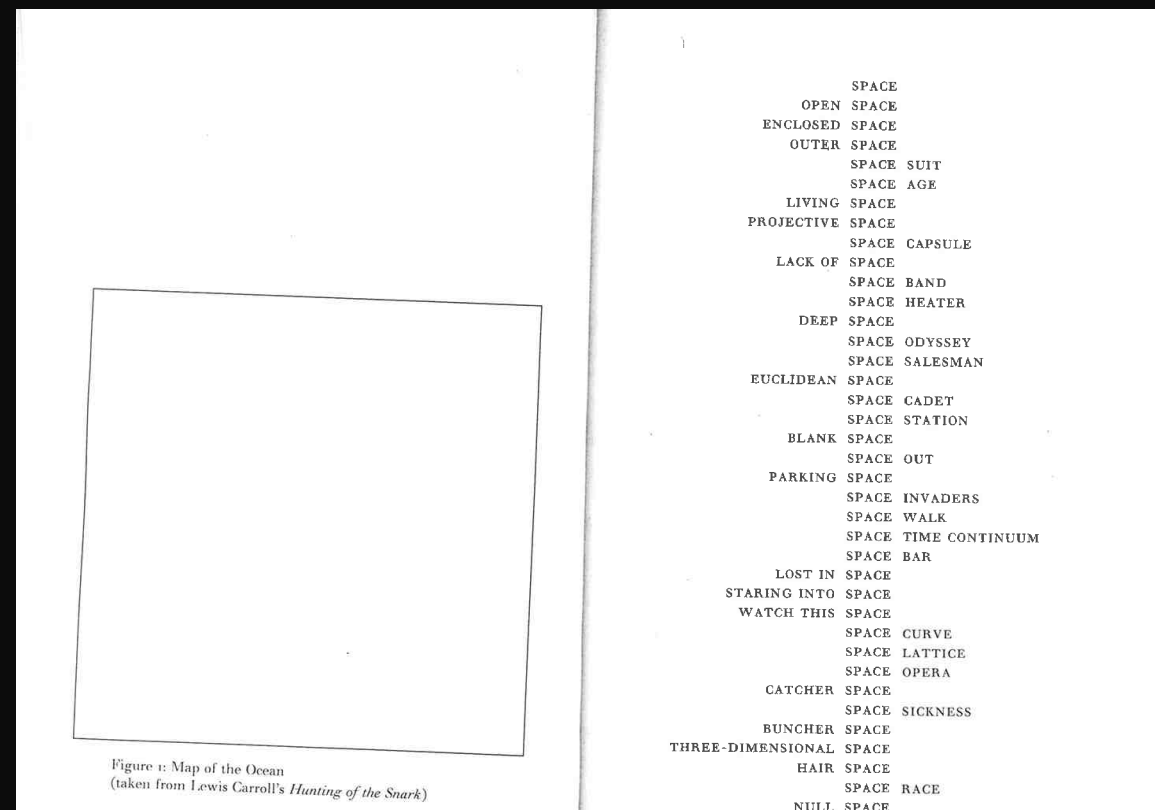 Figure 1: Map of the Ocean
(taken from Lewis Carroll's Hunting of the Snark)
SPACE
OPEN SPACE
ENCLOSED SPACE
OUTER SPACE
SPACE SUIT
SPACE AGE
LIVING SPACE
PROJECTIVE SPACE
SPACE CAPSULE
LACK OF SPACE
SPACE BAND
SPACE HEATER
DEEP SPACE
SPACE ODYSSEY
SPACE SALESMAN
EUCLIDEAN SPACE
SPACE CADET
SPACE STATION
BLANK SPACE
SPACE OUT
PARKING SPACE
SPACE INVADERS
SPACE WALK
SPACE TIME CONTINUUM
SPACE BAR
LOST IN SPACE
STARING INTO SPACE
WATCH THIS SPACE
SPACE CURVE
SPACE LATTICE
SPACE OPERA
CATCHER SPACE
SPACE SICKNESS
BUNCHER SPACE
THREE-DIMENSIONAL SPACE
HAIR SPACE
SPACE RACE
NULL SPACE